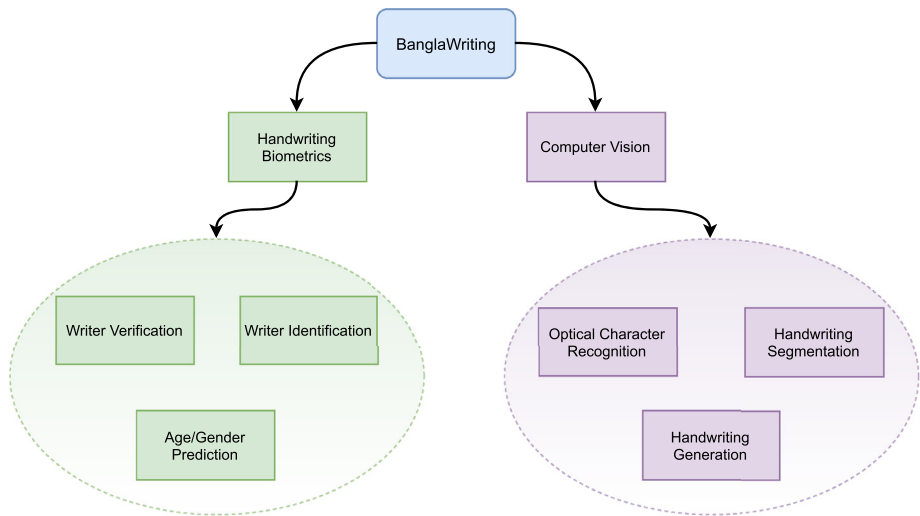 BanglaWriting
Handwriting
Biometrics
Computer Vision
Writer Verification
Writer Identification
Age/Gender
Prediction
Optical Character
Recognition
Handwriting
Segmentation
Handwriting
Generation